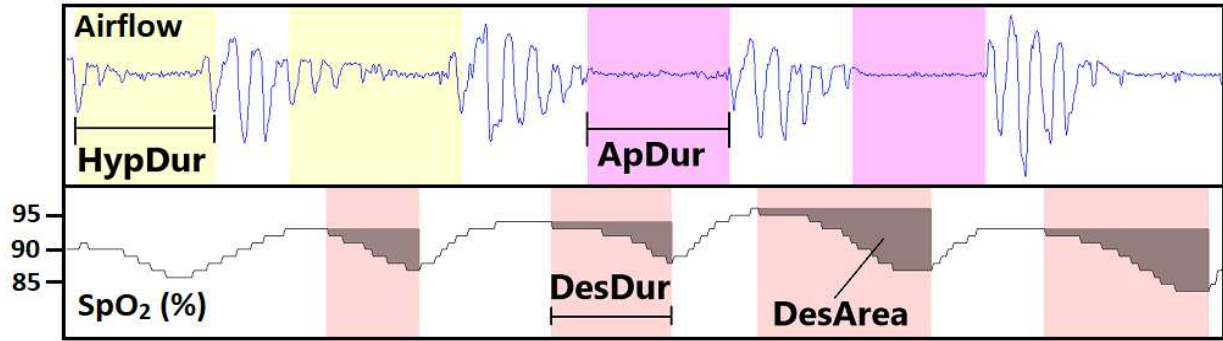 Airflow
HypDur
ApDur
95
90
85
DesDur
DesArea
SpO₂ (%)